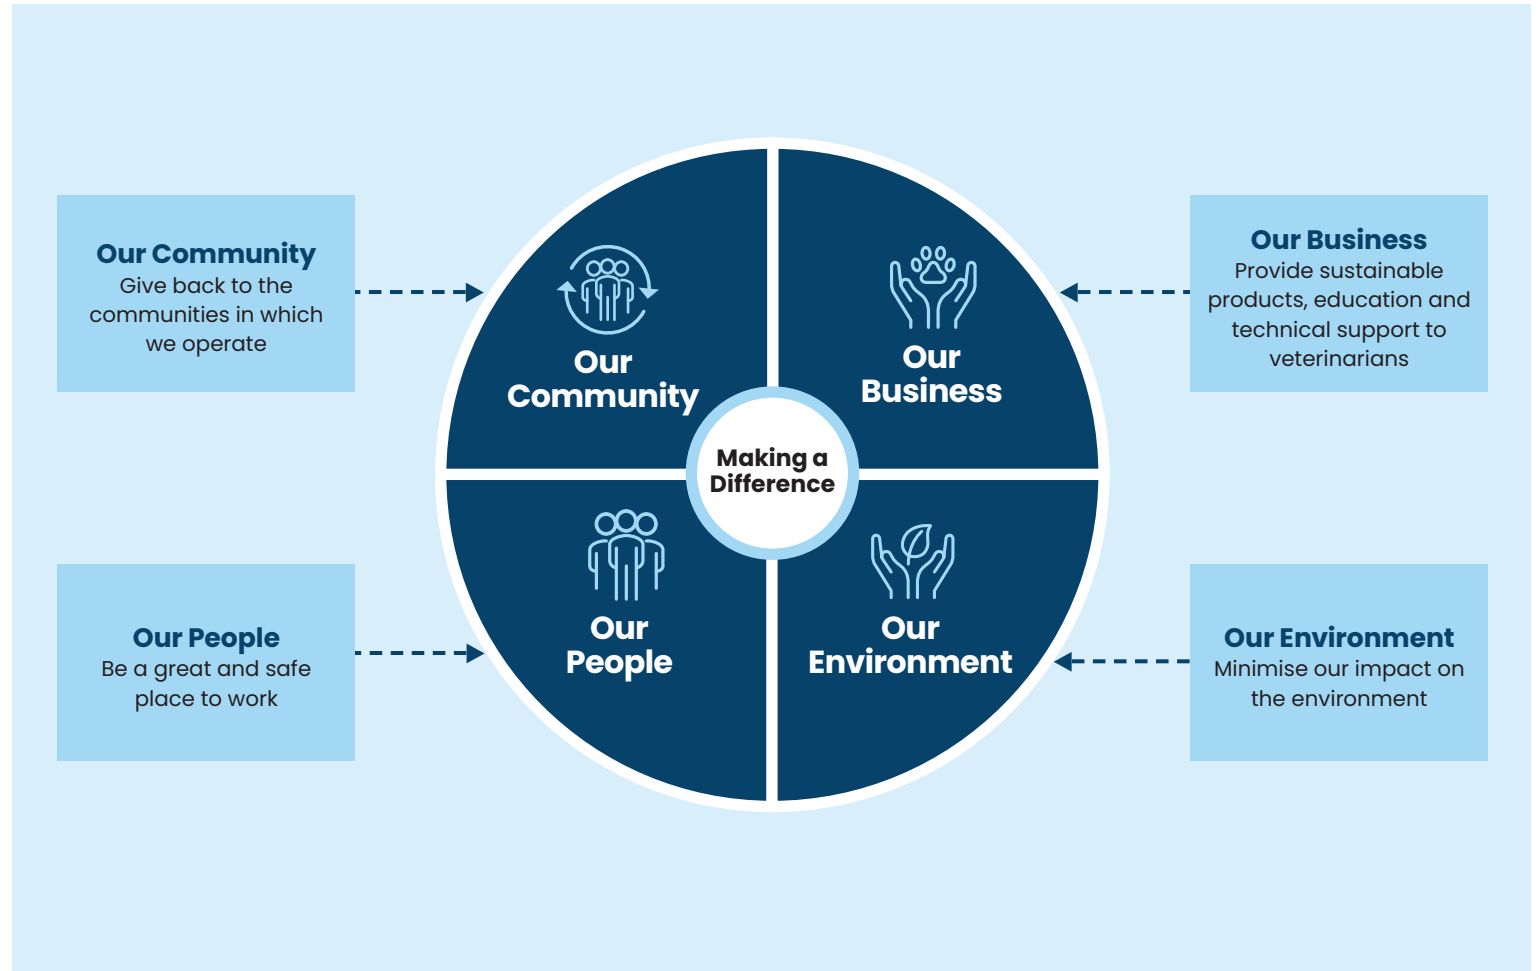 Our Community
Give back to the
communities in which
we operate
Our
Community
Our
Business
Our Business
Provide sustainable
products, education and
technical support to
veterinarians
Making a
Difference
Our People
Be a great and safe
place to work
Our
People
Our
Environment
Our Environment
Minimise our impact on
the environment